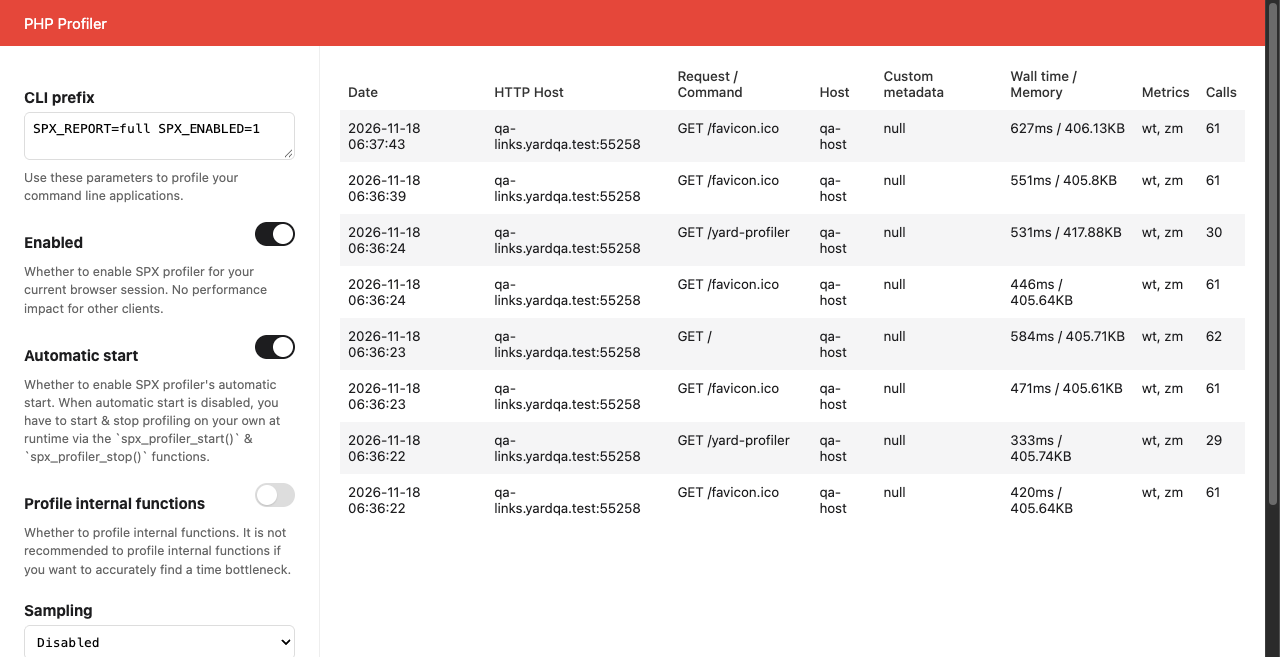 PHP Profiler
CLI prefix
SPX_REPORT=full SPX_ENABLED=1
Use these parameters to profile your
command line applications.
Enabled
Whether to enable SPX profiler for your
current browser session. No performance
impact for other clients.
Automatic start
Whether to enable SPX profiler's automatic
start. When automatic start is disabled, you
have to start & stop profiling on your own at
runtime via the `spx_profiler_start()` &
`spx_profiler_stop()` functions.
Profile internal functions
Whether to profile internal functions. It is not
recommended to profile internal functions if
you want to accurately find a time bottleneck.
Sampling
Disabled
Date HTTP Host Request / Command Host Custom metadata Wall time / Memory Metrics Calls
2026-11-18 06:37:43 qa-links.yardqa.test:55258 GET /favicon.ico qa-host null 627ms / 406.13KB wt, zm 61
2026-11-18 06:36:39 qa-links.yardqa.test:55258 GET /favicon.ico qa-host null 551ms / 405.8KB wt, zm 61
2026-11-18 06:36:24 qa-links.yardqa.test:55258 GET /yard-profiler qa-host null 531ms / 417.88KB wt, zm 30
2026-11-18 06:36:24 qa-links.yardqa.test:55258 GET /favicon.ico qa-host null 446ms / 405.64KB wt, zm 61
2026-11-18 06:36:23 qa-links.yardqa.test:55258 GET / qa-host null 584ms / 405.71KB wt, zm 62
2026-11-18 06:36:23 qa-links.yardqa.test:55258 GET /favicon.ico qa-host null 471ms / 405.61KB wt, zm 61
2026-11-18 06:36:22 qa-links.yardqa.test:55258 GET /yard-profiler qa-host null 333ms / 405.74KB wt, zm 29
2026-11-18 06:36:22 qa-links.yardqa.test:55258 GET /favicon.ico qa-host null 420ms / 405.64KB wt, zm 61